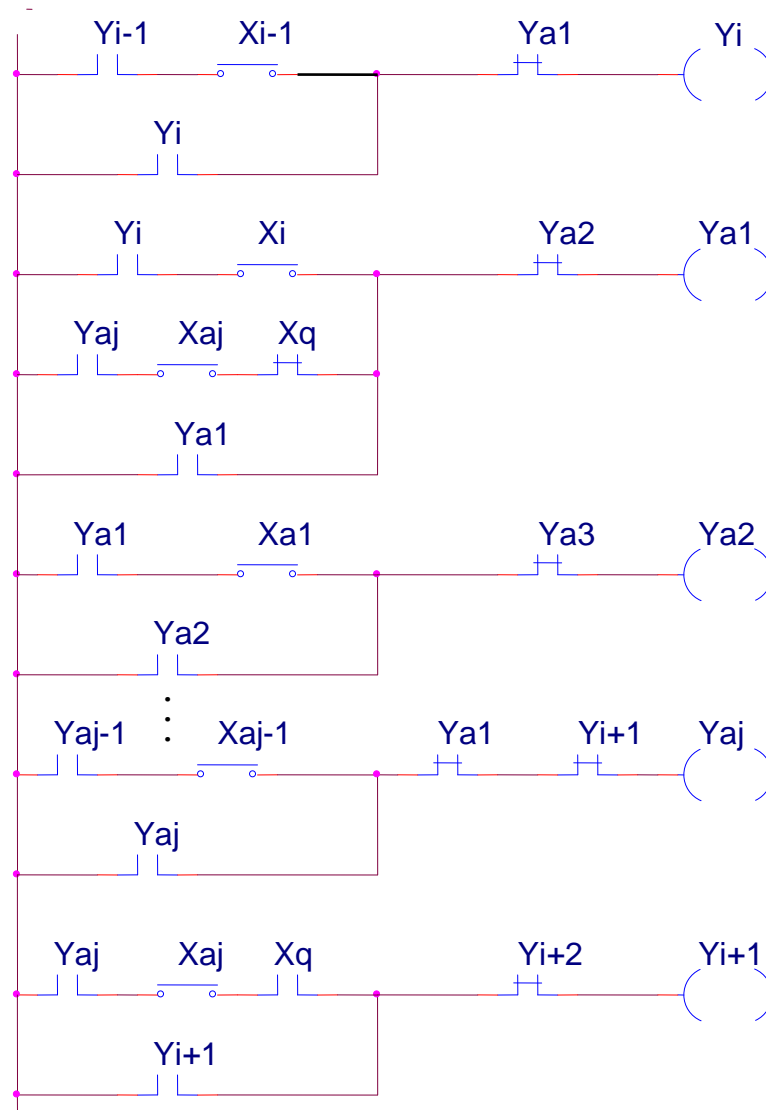 Yi-1 Xi-1 Ya1 Yi
Yi
Yi Xi Ya2 Ya1
Yaj Xaj Xq
Ya1
Ya1 Xa1 Ya3 Ya2
Ya2
Yaj-1 Xaj-1 Ya1 Yi+1 Yaj
Yaj
Yaj Xaj Xq Yi+2 Yi+1
Yi+1